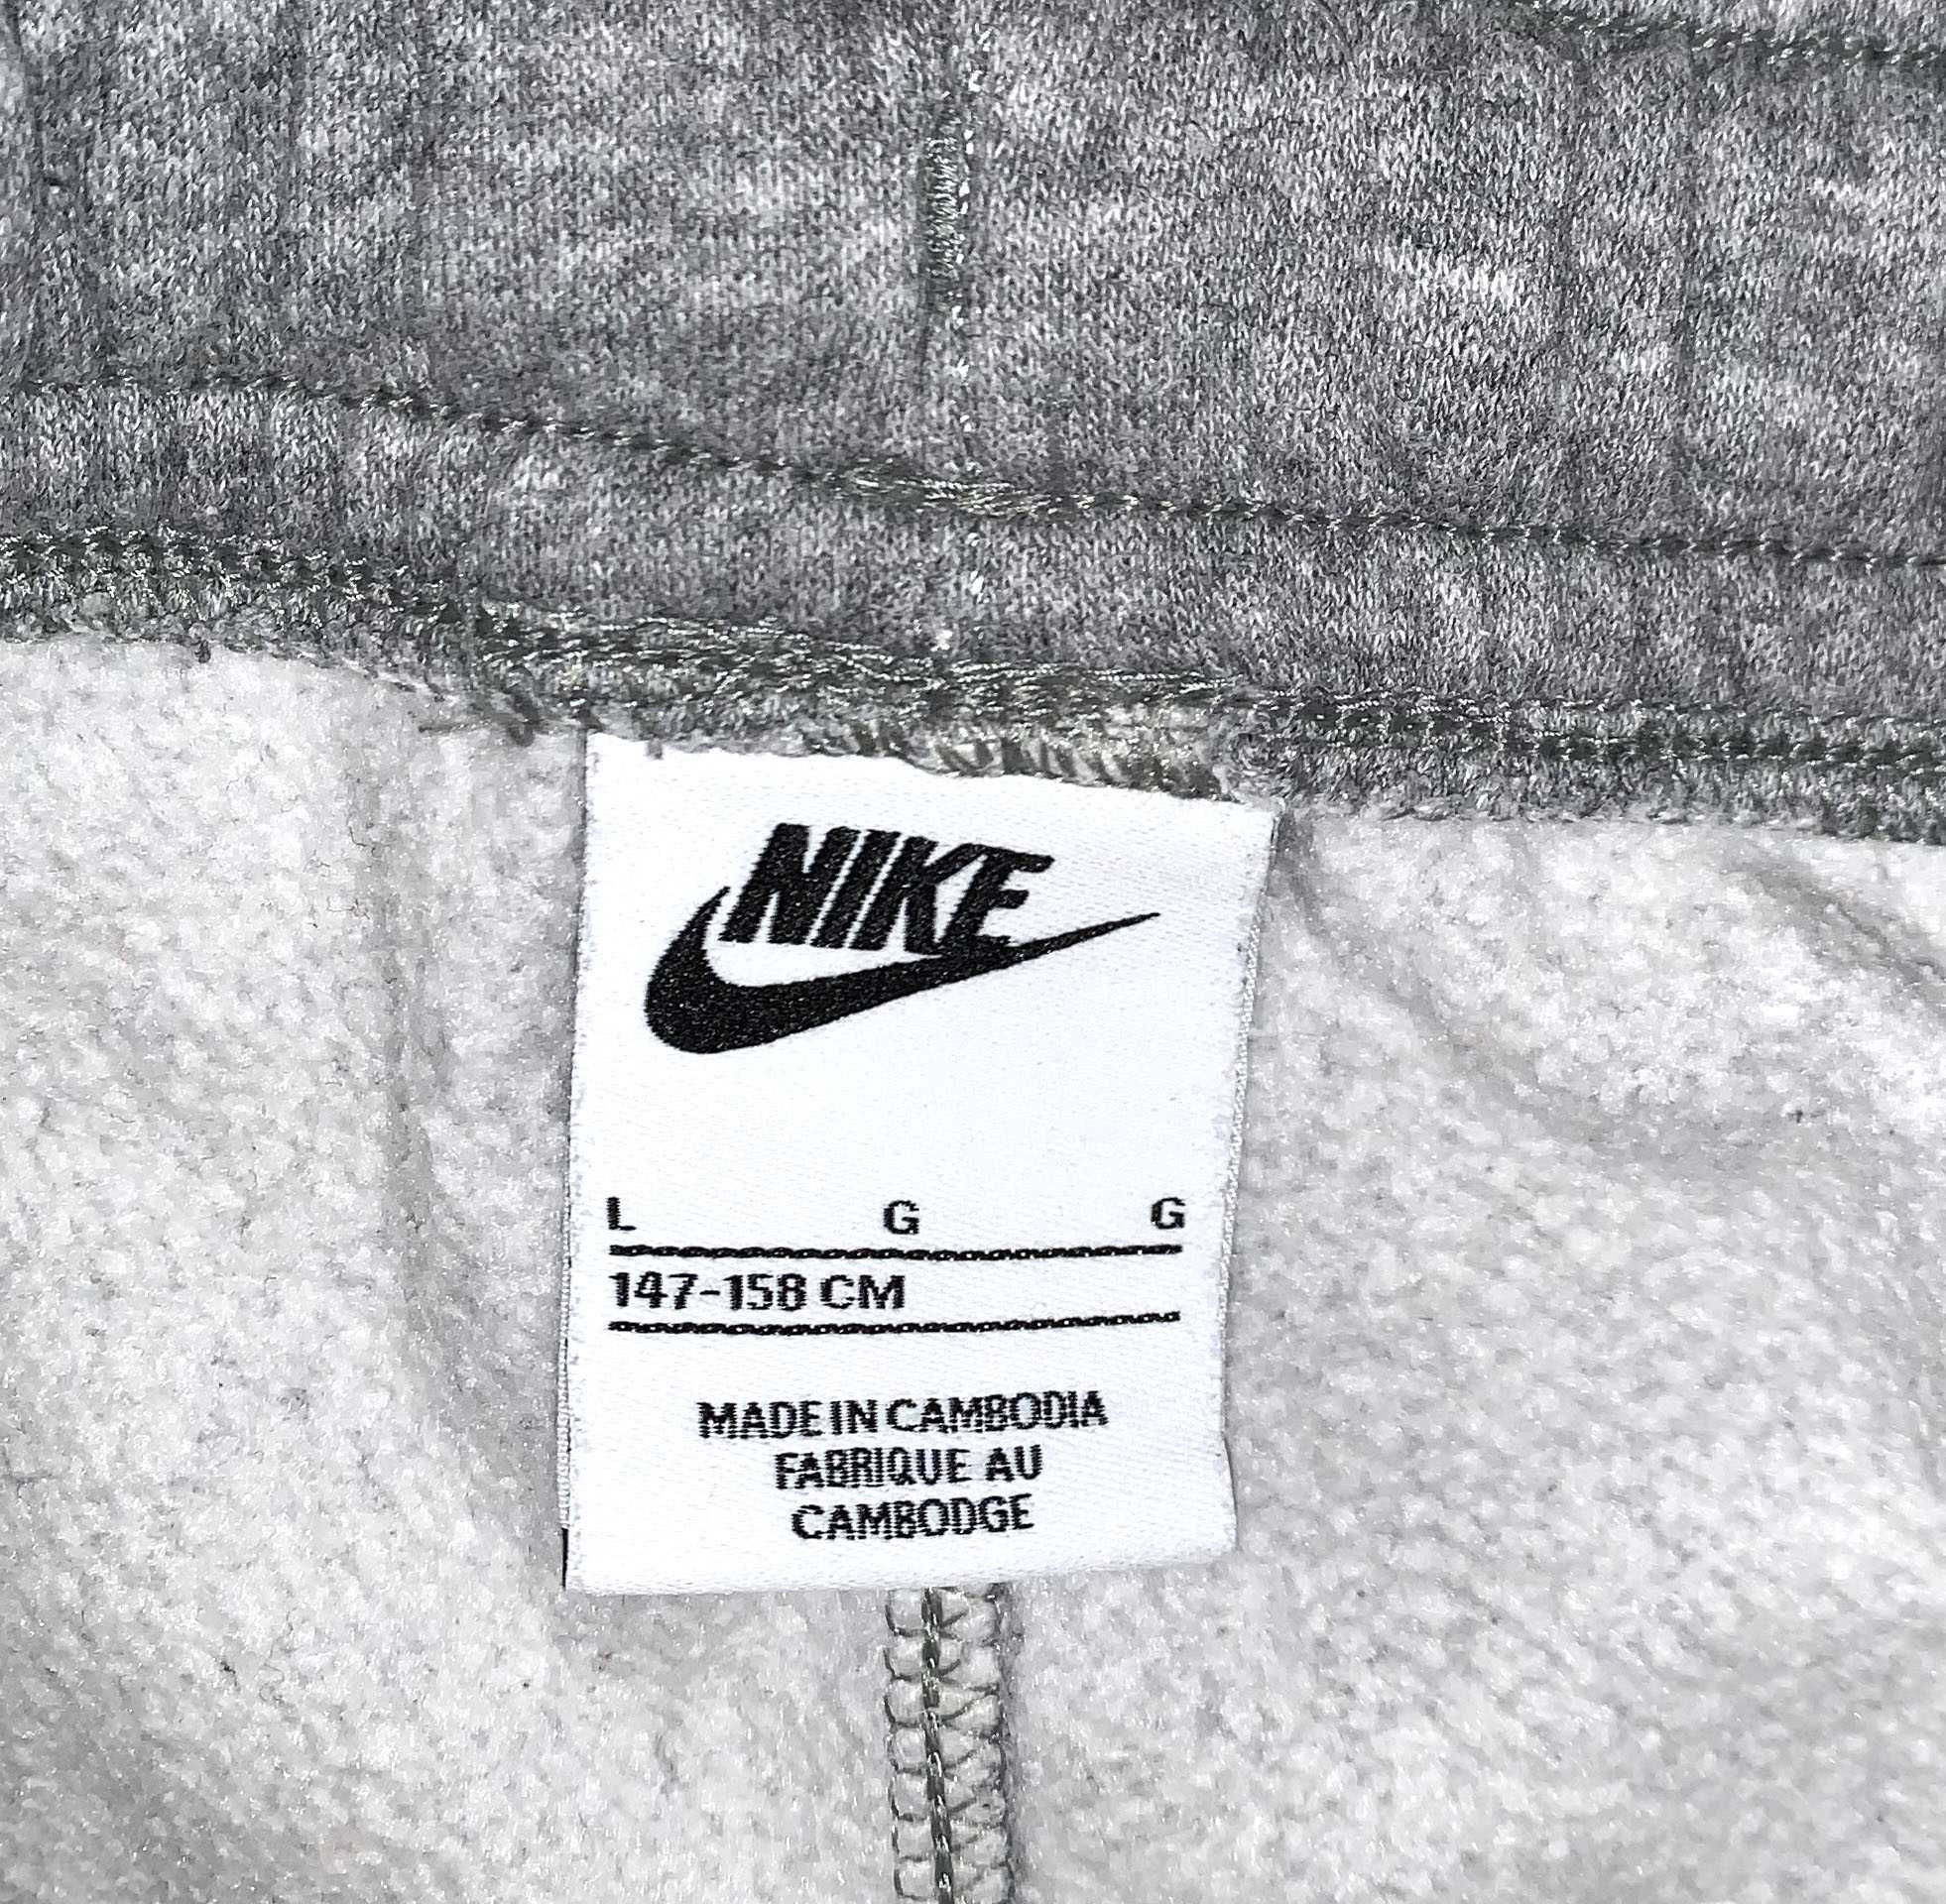 NIKE
L G G
147-158 CM
MADE IN CAMBODIA
FABRIQUE AU
CAMBODGE